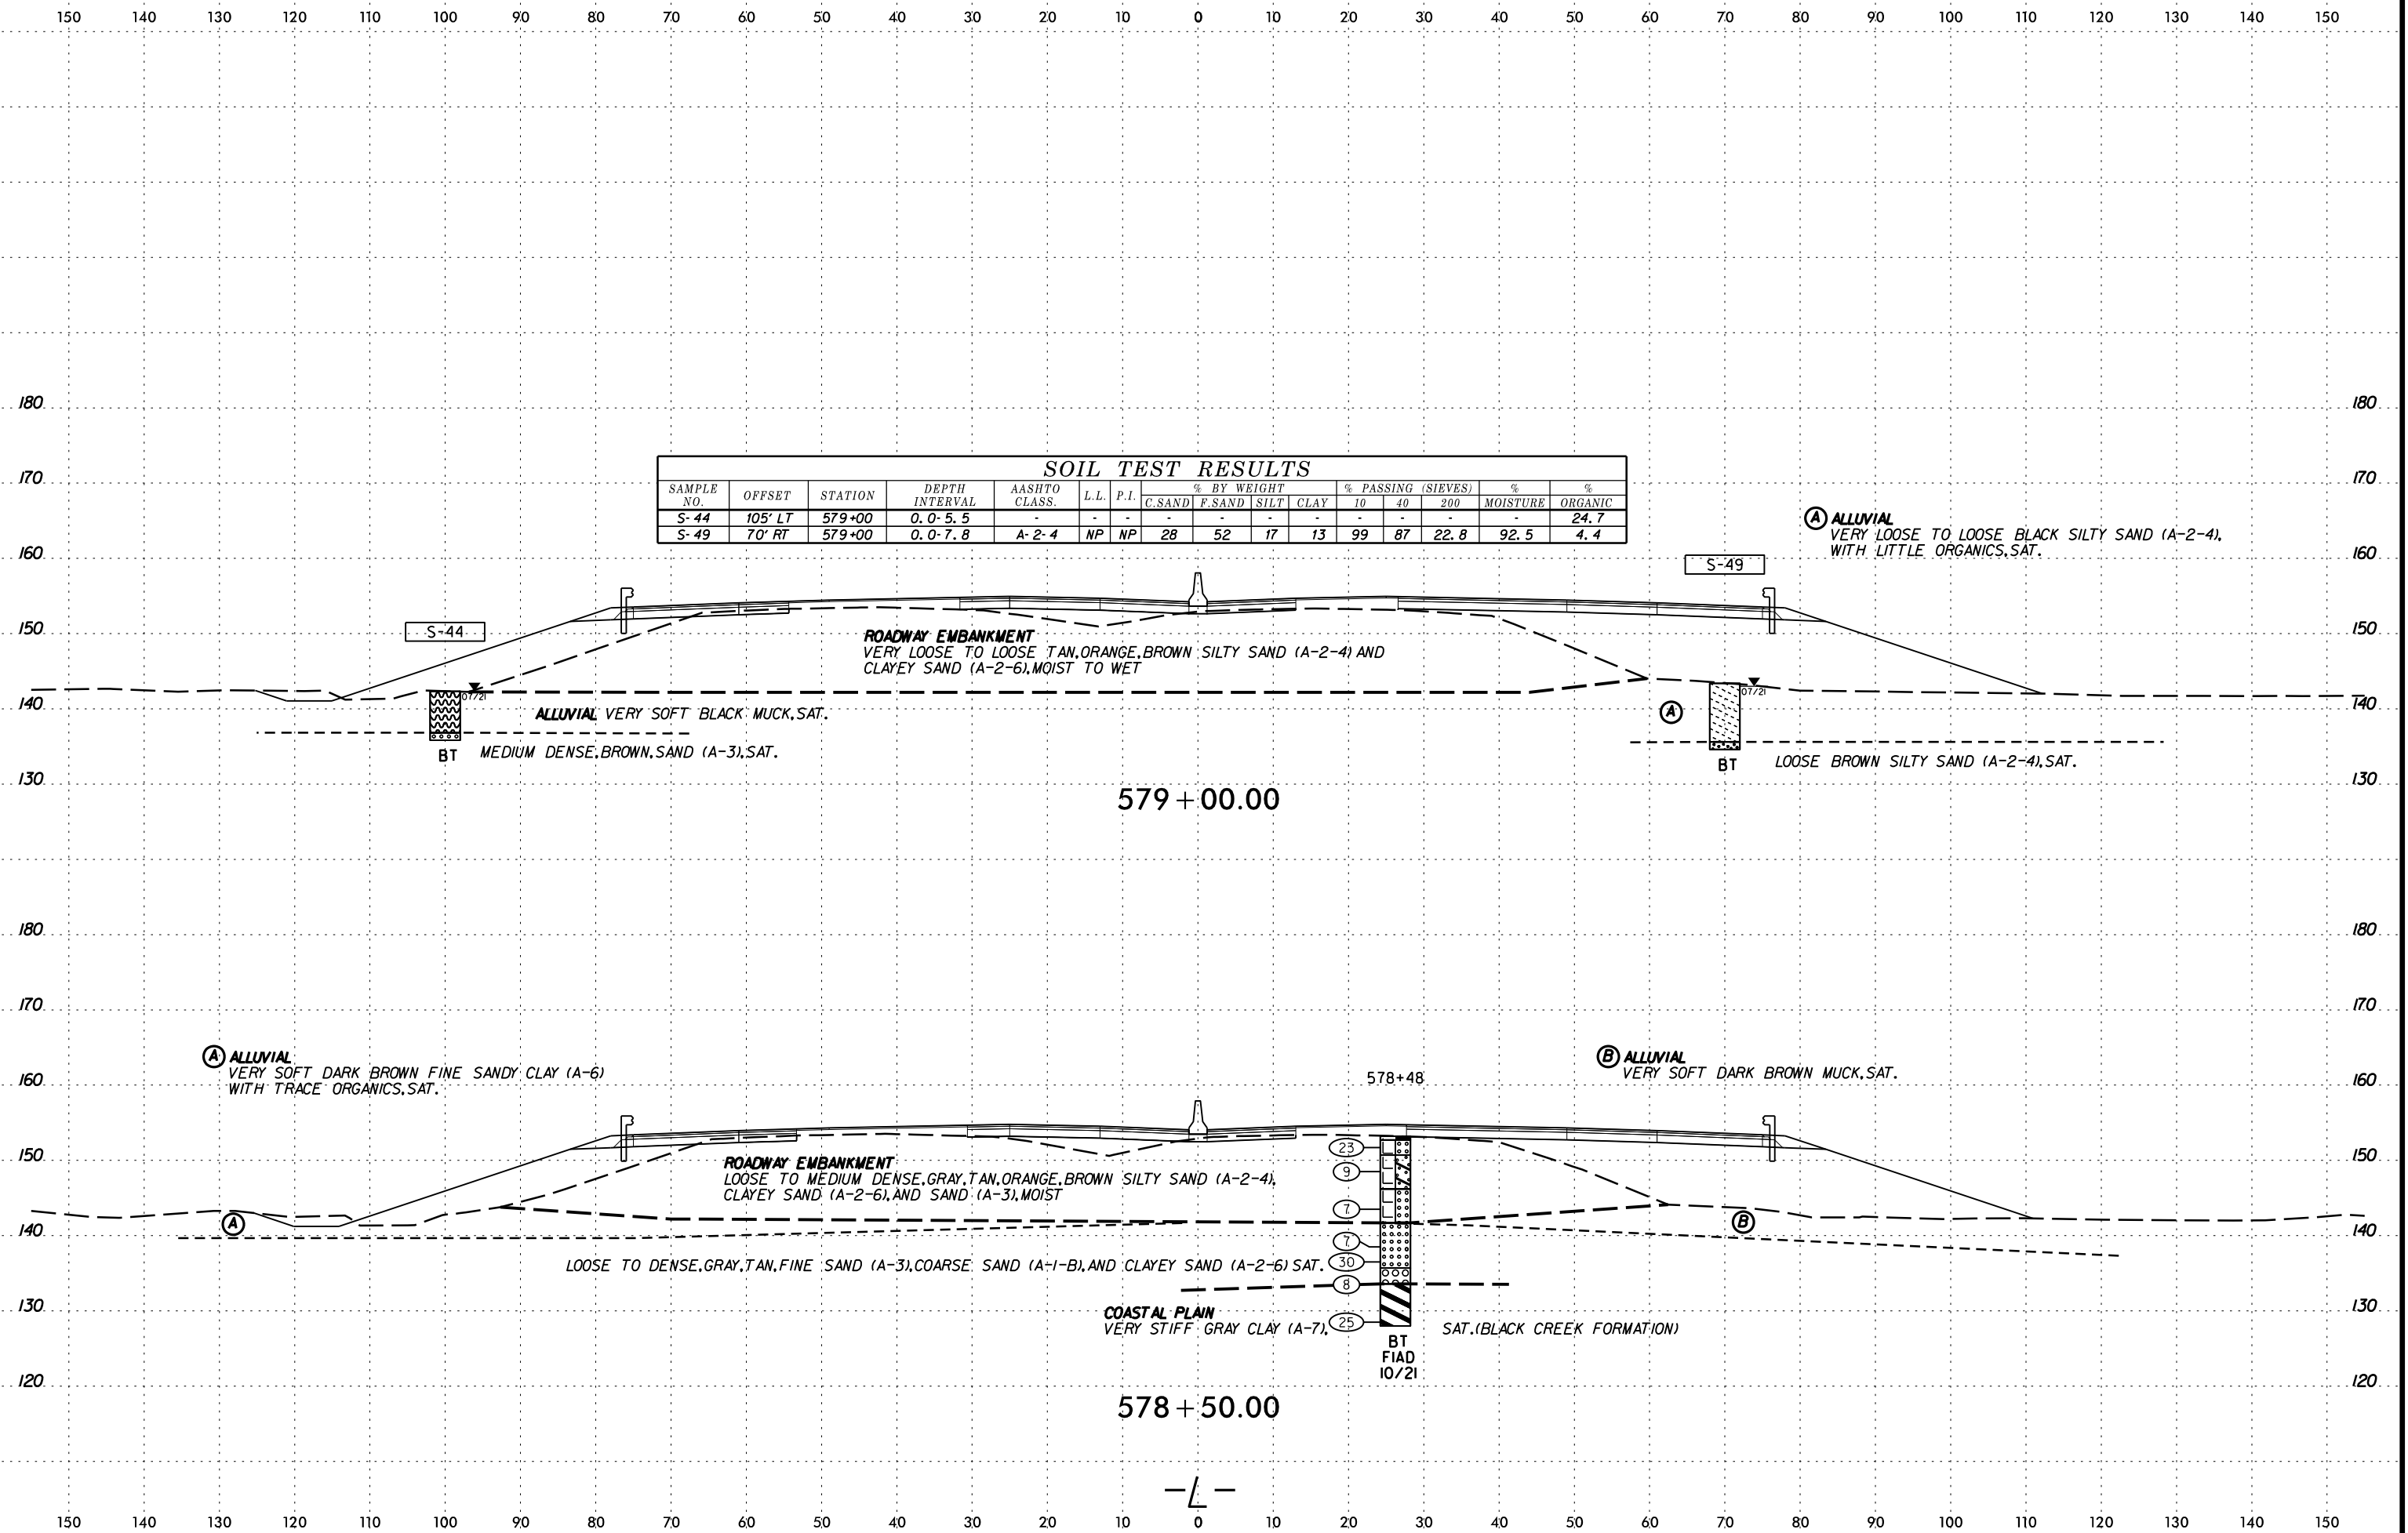 150 140 130 120 110 100 90 80 70 60 50 40 30 20 10 0 10 20 30 40 50 60 70 80 90 100 110 120 130 140 150
180 180
170 170
SOIL TEST RESULTS
SAMPLE NO. OFFSET STATION DEPTH INTERVAL AASHTO CLASS. L.L. P.I. % BY WEIGHT % PASSING (SIEVES) % MOISTURE % ORGANIC
C.SAND F.SAND SILT CLAY 10 40 200
S-44 105' LT 579+00 0.0-5.5 - - - - - - - - - - - 24.7
S-49 70' RT 579+00 0.0-7.8 A-2-4 NP NP 28 52 17 13 99 87 22.8 92.5 4.4
A ALLUVIAL
VERY LOOSE TO LOOSE BLACK SILTY SAND (A-2-4),
WITH LITTLE ORGANICS,SAT.
160 160
S-49
S-44
150 150
ROADWAY EMBANKMENT
VERY LOOSE TO LOOSE TAN,ORANGE,BROWN SILTY SAND (A-2-4) AND
CLAYEY SAND (A-2-6),MOIST TO WET
07/21 07/21
140 140
ALLUVIAL VERY SOFT BLACK MUCK,SAT.
A
BT MEDIUM DENSE,BROWN,SAND (A-3),SAT.
BT LOOSE BROWN SILTY SAND (A-2-4),SAT.
130 130
579+00.00
180 180
170 170
A ALLUVIAL
VERY SOFT DARK BROWN FINE SANDY CLAY (A-6)
WITH TRACE ORGANICS,SAT.
B ALLUVIAL
VERY SOFT DARK BROWN MUCK,SAT.
160 160
578+48
150 150
23
9
7
7
30
8
25
ROADWAY EMBANKMENT
LOOSE TO MEDIUM DENSE,GRAY,TAN,ORANGE,BROWN SILTY SAND (A-2-4),
CLAYEY SAND (A-2-6),AND SAND (A-3),MOIST
A
B
140 140
LOOSE TO DENSE,GRAY,TAN,FINE SAND (A-3),COARSE SAND (A-1-B),AND CLAYEY SAND (A-2-6) SAT.
130 130
COASTAL PLAIN
VERY STIFF GRAY CLAY (A-7), SAT.(BLACK CREEK FORMATION)
BT
FIAD
10/21
120 120
578+50.00
-L-
150 140 130 120 110 100 90 80 70 60 50 40 30 20 10 0 10 20 30 40 50 60 70 80 90 100 110 120 130 140 150